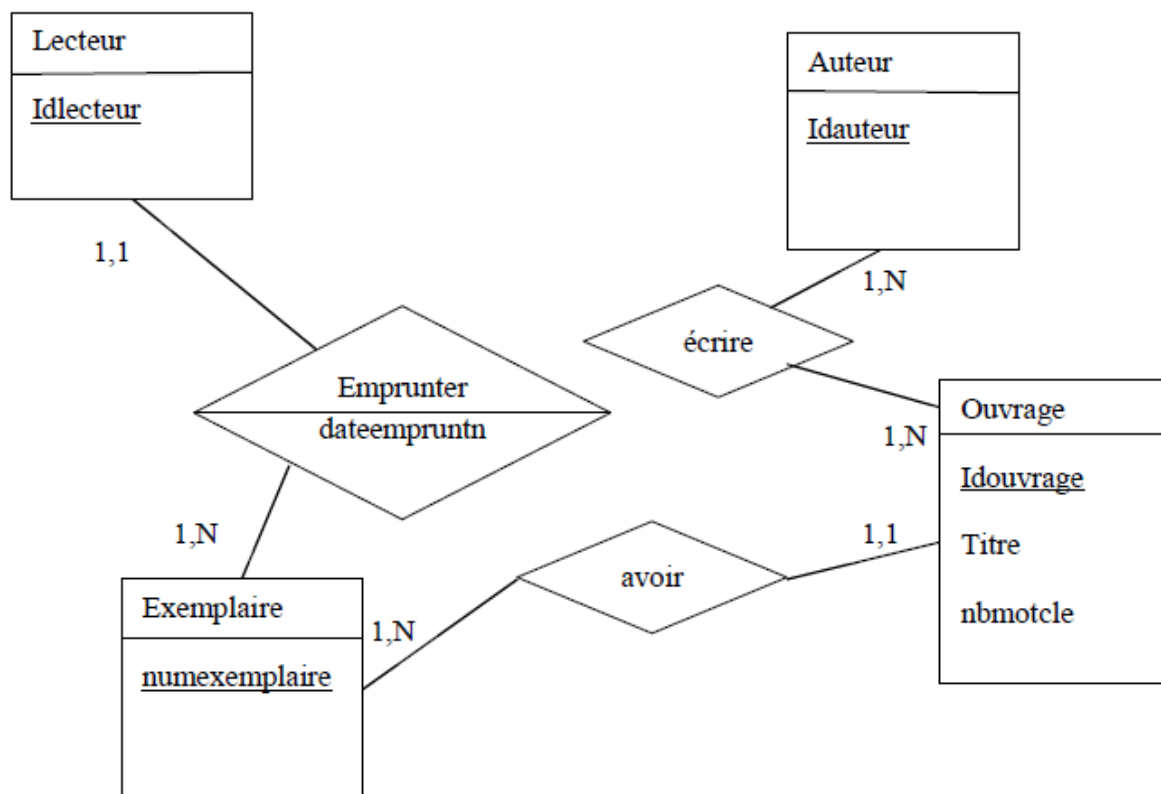 Lecteur
Idlecteur
Auteur
Idauteur
1,1
1,N
écrire
Emprunter
dateempruntn
Ouvrage
1,N
Idouvrage
Titre
nbmotcle
1,N
avoir
1,1
Exemplaire
1,N
numexemplaire